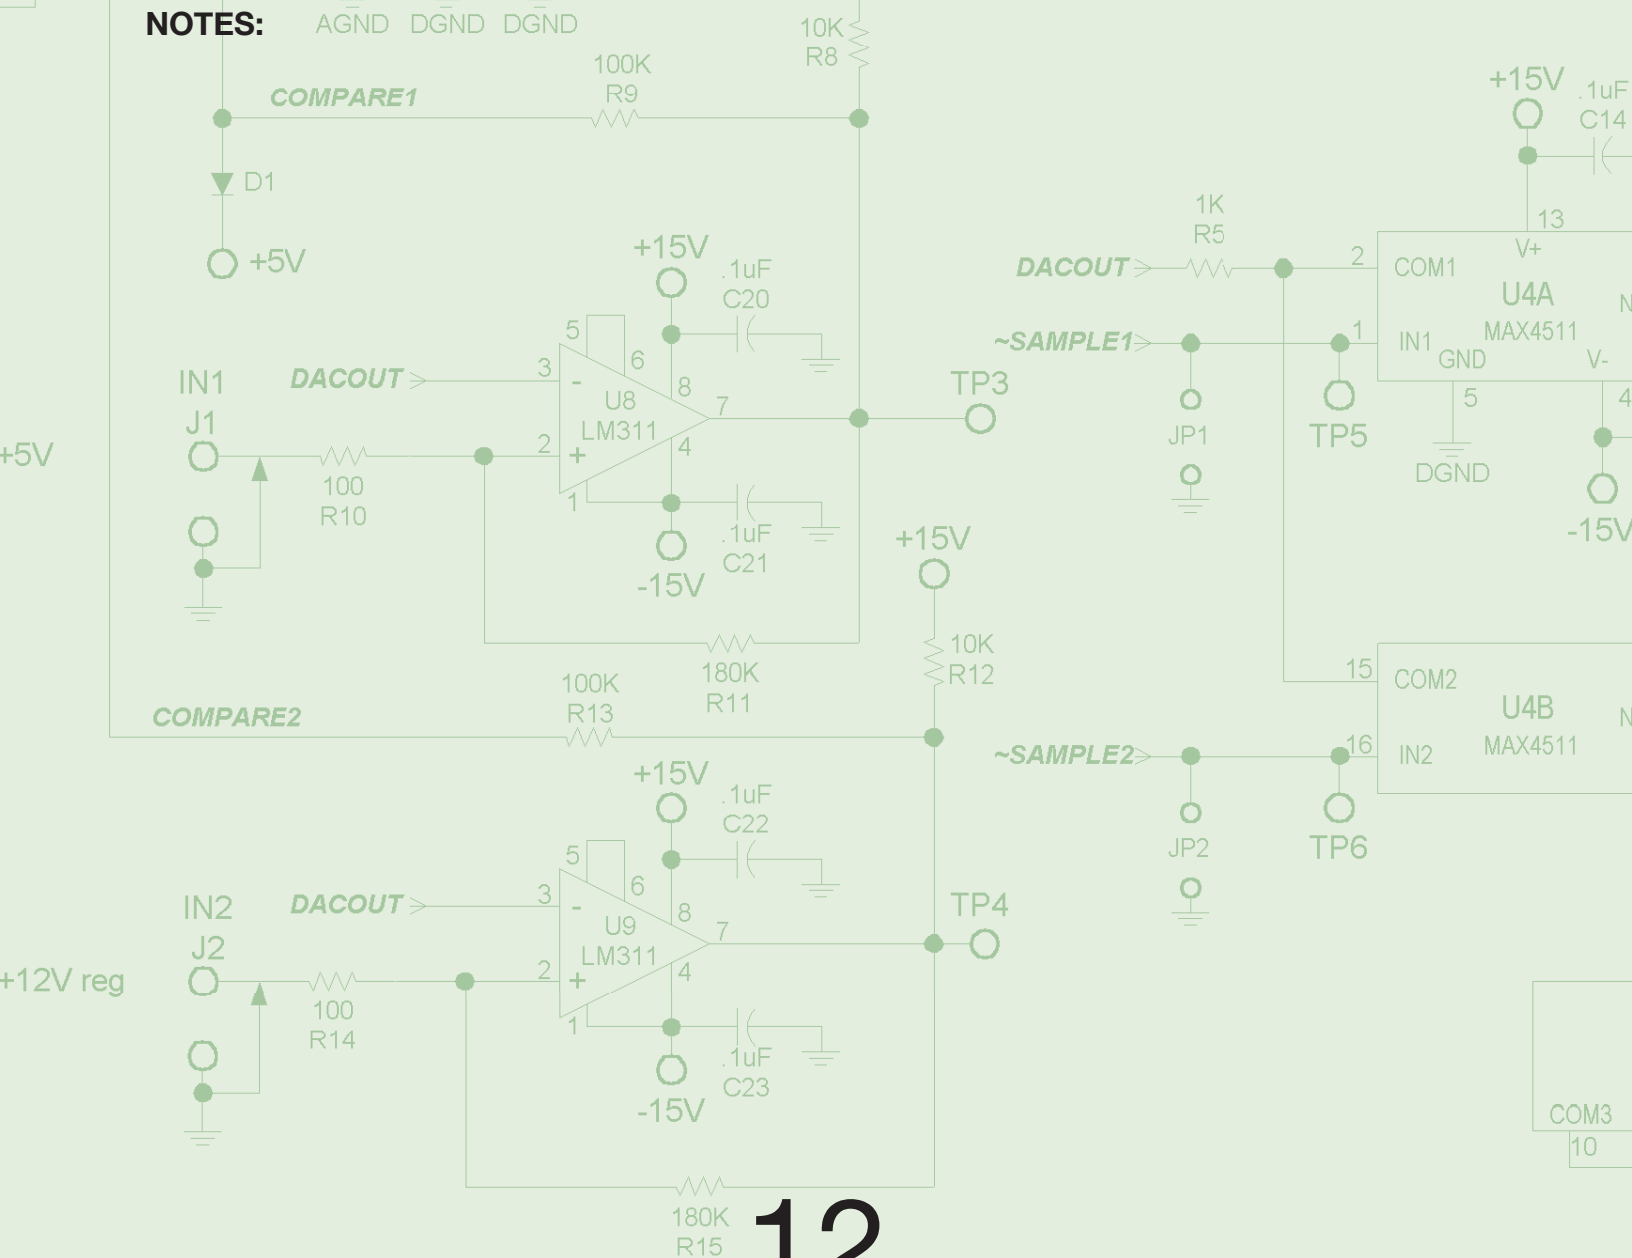 NOTES:
AGND DGND DGND
10K
R8
100K
R9
COMPARE1
D1
+5V
+15V
.1uF
C14
13
1K
R5
DACOUT
2
COM1
V+
U4A
MAX4511
N
~SAMPLE1
1
IN1
GND
V-
5
4
TP5
JP1
DGND
-15V
+15V
.1uF
C20
5
6
IN1
J1
DACOUT
3
-
U8
LM311
8
7
TP3
+5V
2
+
4
100
R10
1
.1uF
C21
-15V
+15V
10K
R12
180K
R11
100K
R13
COMPARE2
15
COM2
U4B
MAX4511
N
~SAMPLE2
16
IN2
JP2
TP6
+15V
.1uF
C22
5
6
IN2
J2
DACOUT
3
-
U9
LM311
8
7
TP4
+12V reg
2
+
4
100
R14
1
.1uF
C23
-15V
COM3
10
180K
R15
12